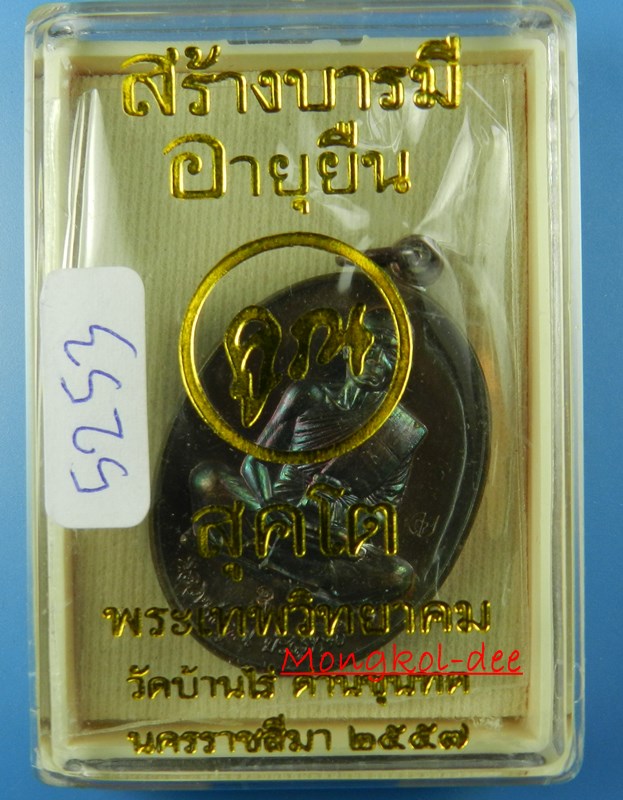 สร้างบารมี
อายุยืน
คูณ
5253
สุคโต
พระเทพวิทยาคม
Mongkol-dee
วัดบ้านไร่ ด่านขุนทด
นครราชสีมา ๒๕๕๗